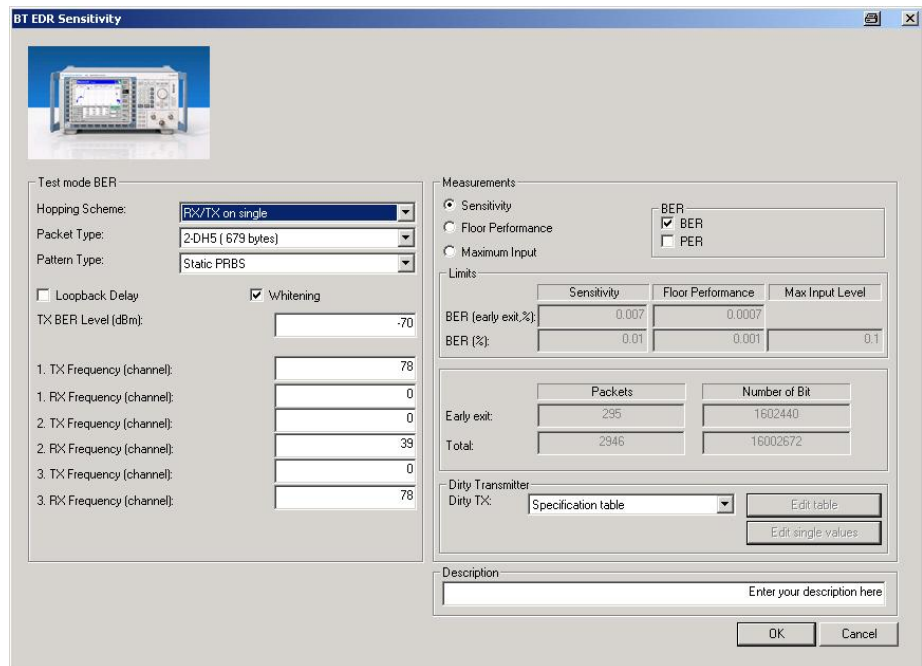 BT EDR Sensitivity
Test mode BER
Hopping Scheme: RX/TX on single
Packet Type: 2-DH5 ( 679 bytes)
Pattern Type: Static PRBS
Loopback Delay Whitening
TX BER Level (dBm): -70
1. TX Frequency (channel): 78
1. RX Frequency (channel): 0
2. TX Frequency (channel): 0
2. RX Frequency (channel): 39
3. TX Frequency (channel): 0
3. RX Frequency (channel): 78
Measurements
Sensitivity
Floor Performance
Maximum Input
BER
BER
PER
Limits
Sensitivity Floor Performance Max Input Level
BER (early exit,%): 0.007 0.0007
BER (%): 0.01 0.001 0.1
Packets Number of Bit
Early exit: 295 1602440
Total: 2946 16002672
Dirty Transmitter
Dirty TX: Specification table Edit table
Edit single values
Description
Enter your description here
OK Cancel